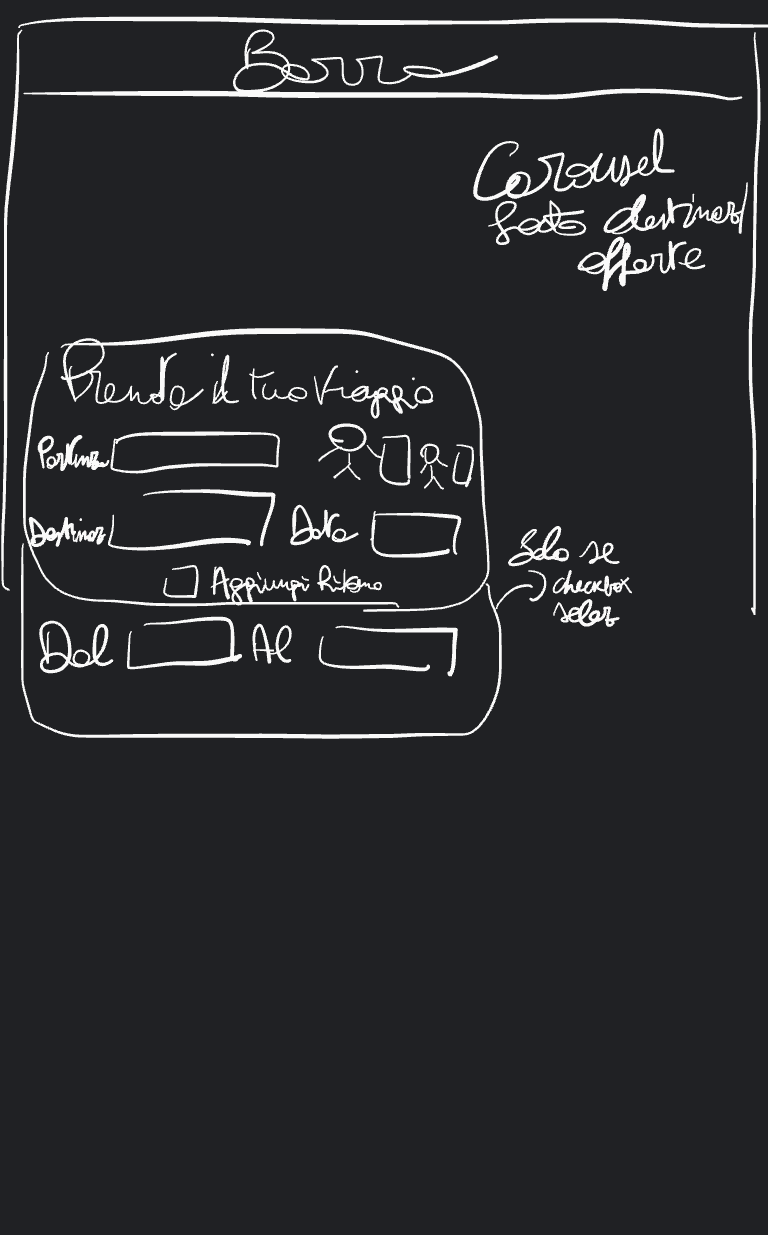 Barra
Carousel
foto destinaz/
offerte
Prendi il tuo viaggio
Partenza
Destinaz
Data
Aggiungi Ritorno
Solo se
checkbox
selez
Dal
Al